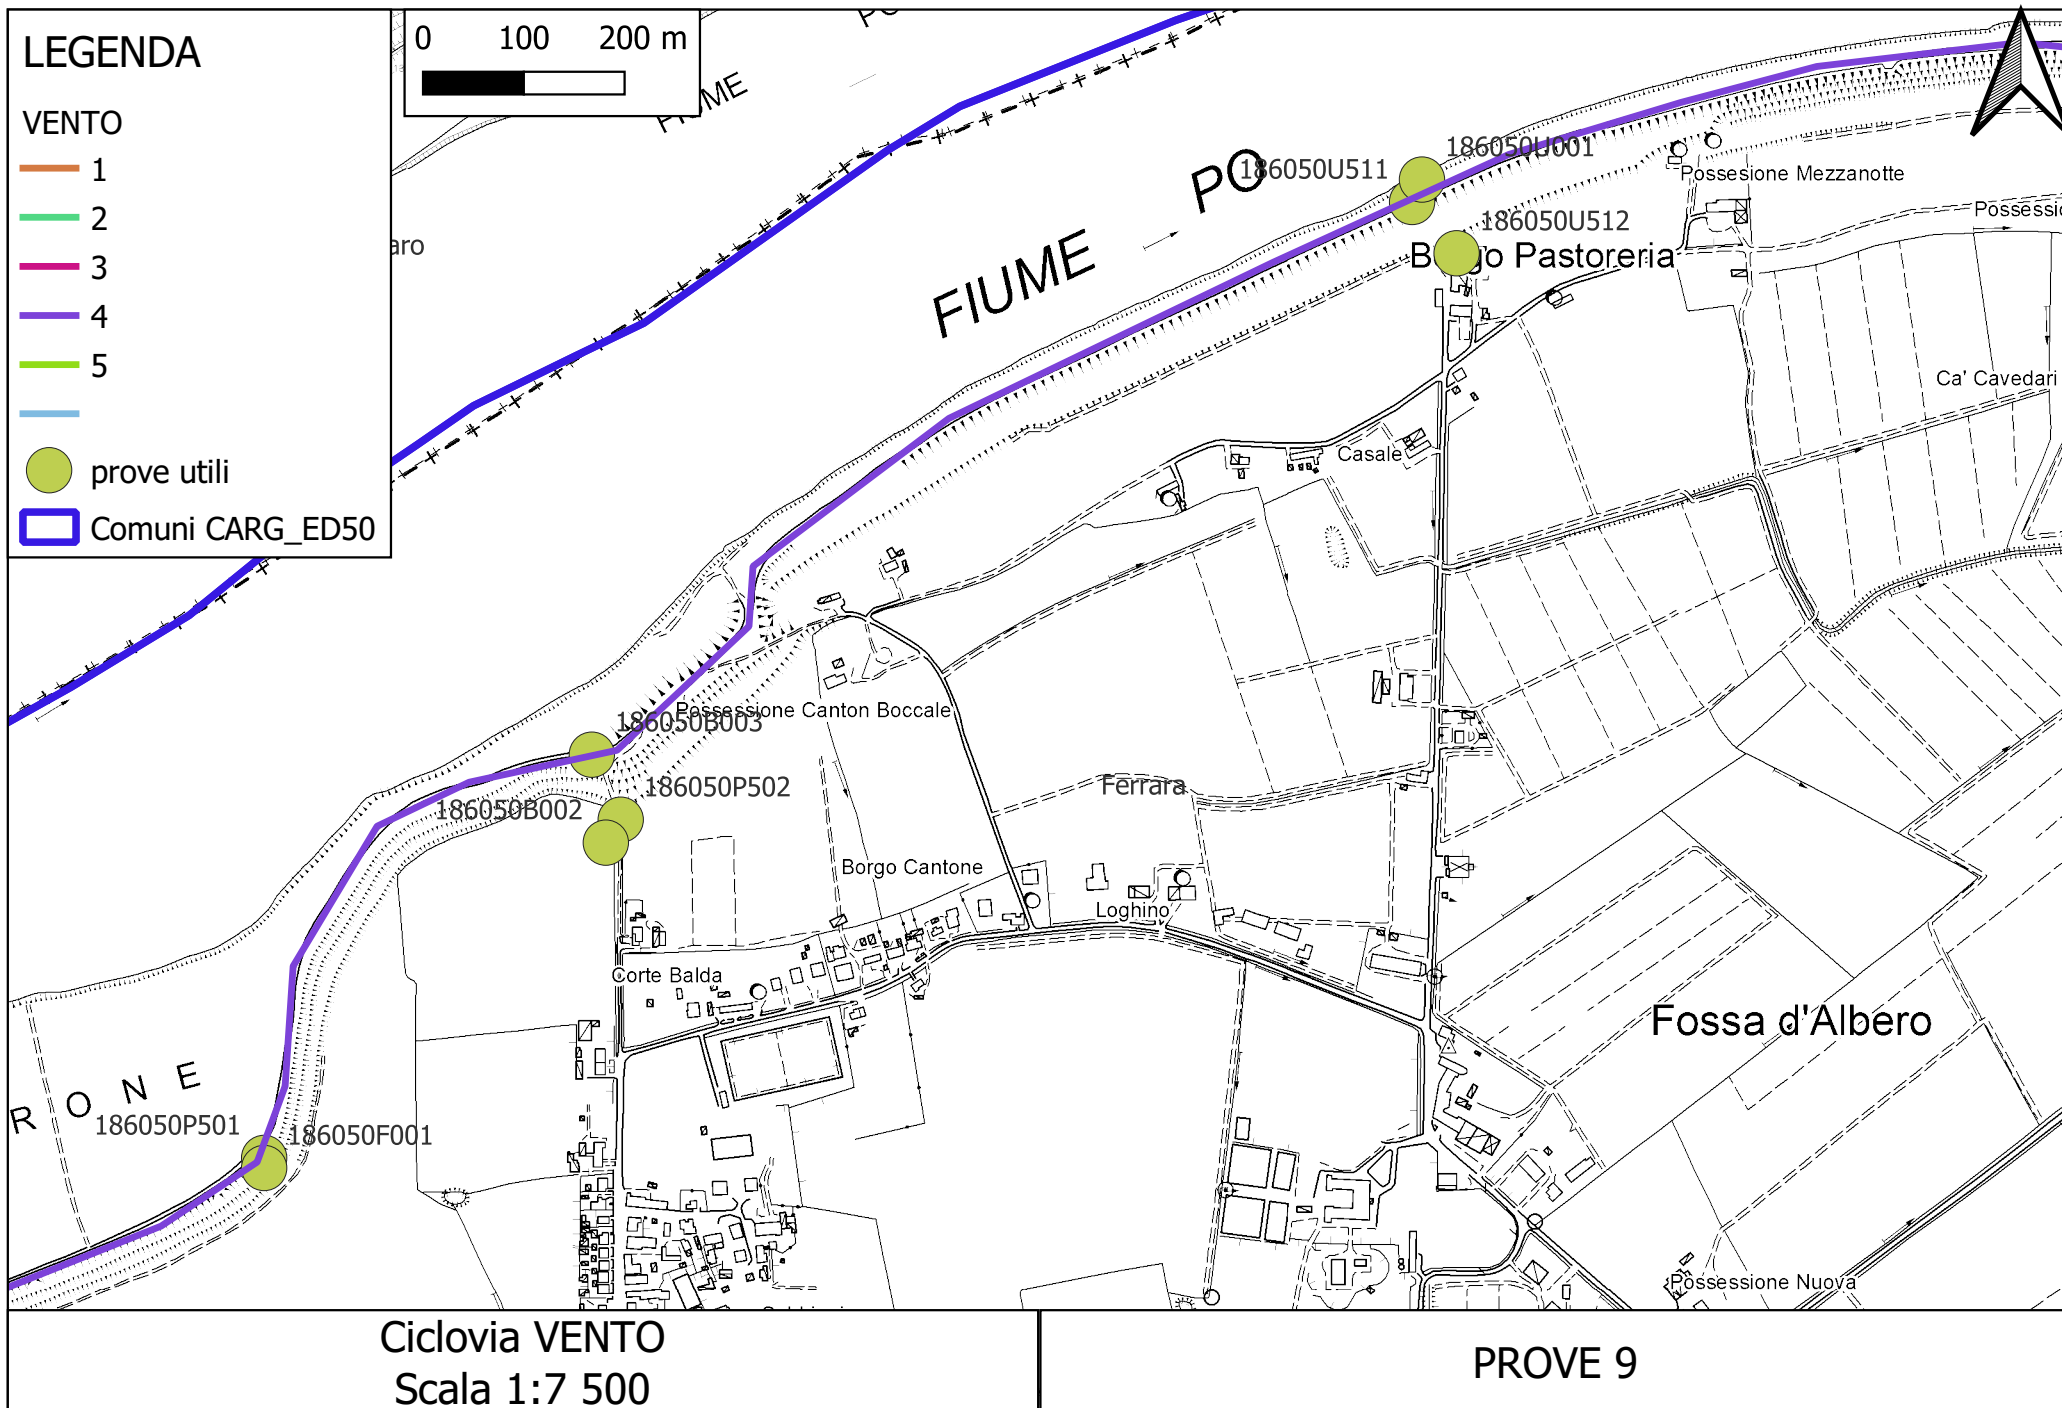 LEGENDA
VENTO
1
2
3
4
5
prove utili
Comuni CARG_ED50
0 100 200 m
FIUME
PO
FIUME
186050U001
186050U511
Possesione Mezzanotte
186050U512
Borgo Pastoreria
Ca' Cavedari
Casale
186050B003
Possessione Canton Boccale
186050P502
186050B002
Ferrara
Borgo Cantone
Loghino
Corte Balda
Fossa d'Albero
R O N E
186050P501
186050F001
Possessione Nuova
Ciclovia VENTO
Scala 1:7 500
PROVE 9